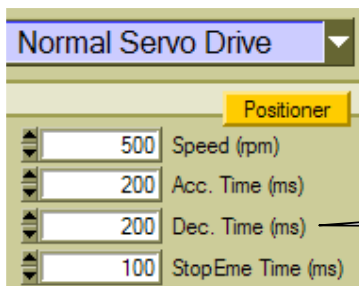 Normal Servo Drive
Positioner
500 Speed (rpm)
200 Acc. Time (ms)
200 Dec. Time (ms)
100 StopEme Time (ms)